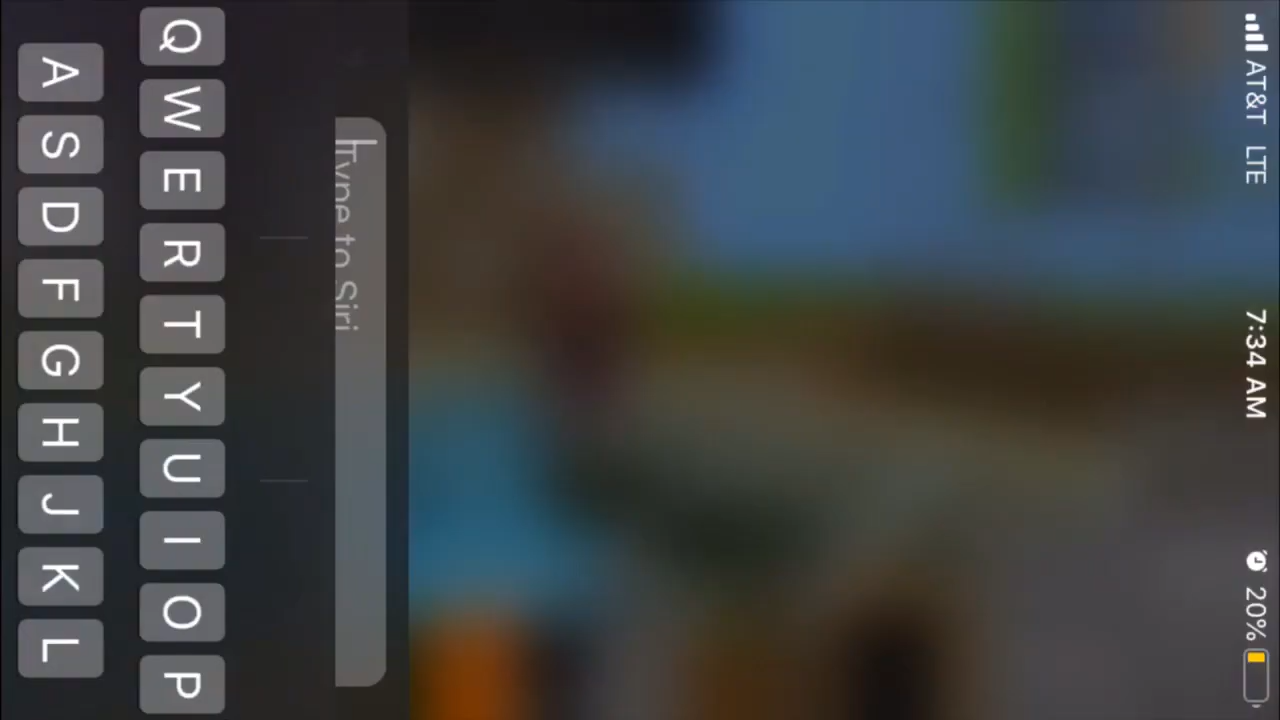 AT&T LTE 7:34 AM 20%
Type to Siri
Q W E R T Y U I O P
A S D F G H J K L